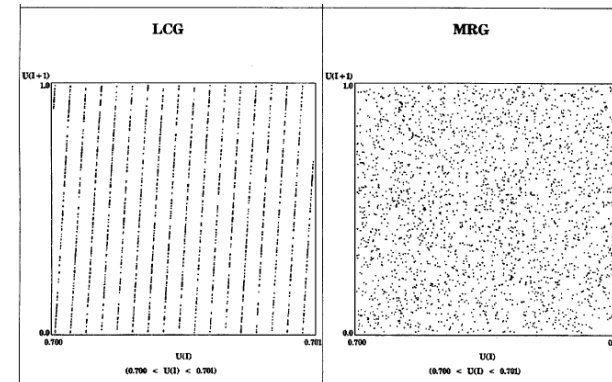 LCG
U(I+1)
1.0
0.0
0.700
0.701
U(I)
(0.700 < U(I) < 0.701)
MRG
U(I+1)
1.0
0.0
0.700
0
U(I)
(0.700 < U(I) < 0.701)